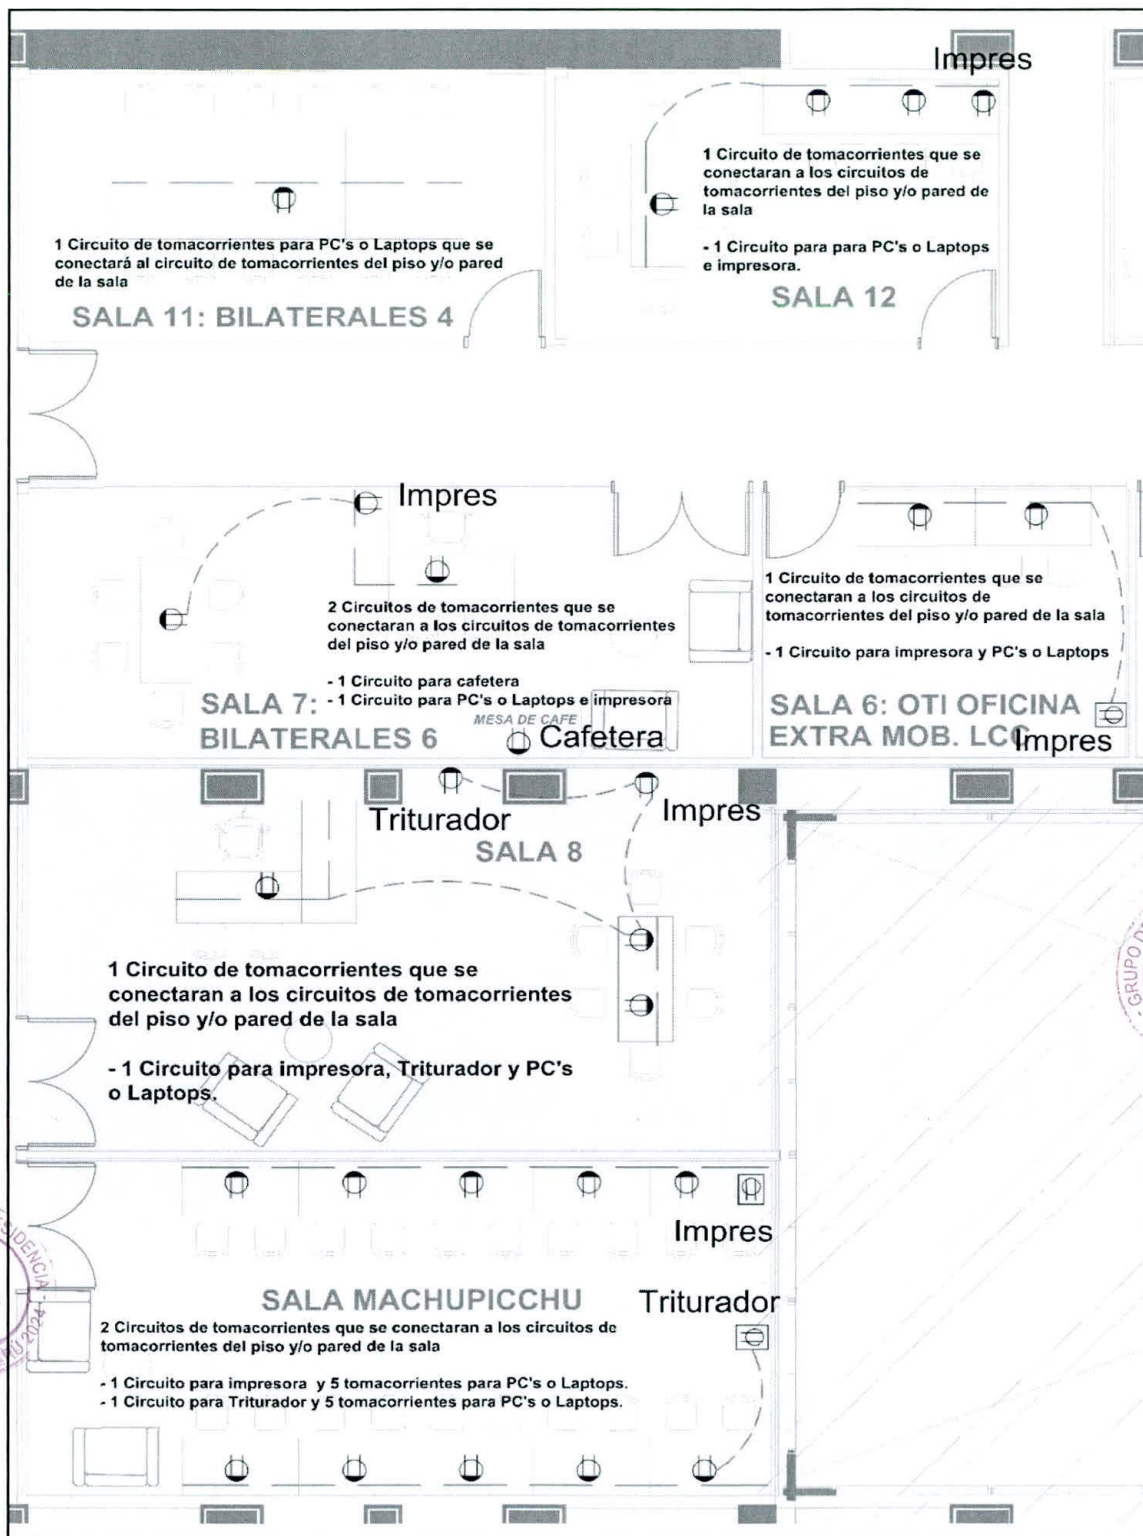 Impres
1 Circuito de tomacorrientes que se
conectaran a los circuitos de
tomacorrientes del piso y/o pared de
la sala
- 1 Circuito para para PC's o Laptops
e impresora.
SALA 12
1 Circuito de tomacorrientes para PC's o Laptops que se
conectará al circuito de tomacorrientes del piso y/o pared
de la sala
SALA 11: BILATERALES 4
Impres
2 Circuitos de tomacorrientes que se
conectaran a los circuitos de tomacorrientes
del piso y/o pared de la sala
- 1 Circuito para cafetera
- 1 Circuito para PC's o Laptops e impresora
SALA 7:
BILATERALES 6
MESA DE CAFE
Cafetera
1 Circuito de tomacorrientes que se
conectaran a los circuitos de
tomacorrientes del piso y/o pared de la sala
- 1 Circuito para impresora y PC's o Laptops
SALA 6: OTI OFICINA
EXTRA MOB. LCC
Impres
Triturador
Impres
SALA 8
1 Circuito de tomacorrientes que se
conectaran a los circuitos de tomacorrientes
del piso y/o pared de la sala
- 1 Circuito para impresora, Triturador y PC's
o Laptops.
GRUPO D
Impres
SALA MACHUPICCHU
Triturador
2 Circuitos de tomacorrientes que se conectaran a los circuitos de
tomacorrientes del piso y/o pared de la sala
- 1 Circuito para impresora y 5 tomacorrientes para PC's o Laptops.
- 1 Circuito para Triturador y 5 tomacorrientes para PC's o Laptops.
SIDENCIA
2024